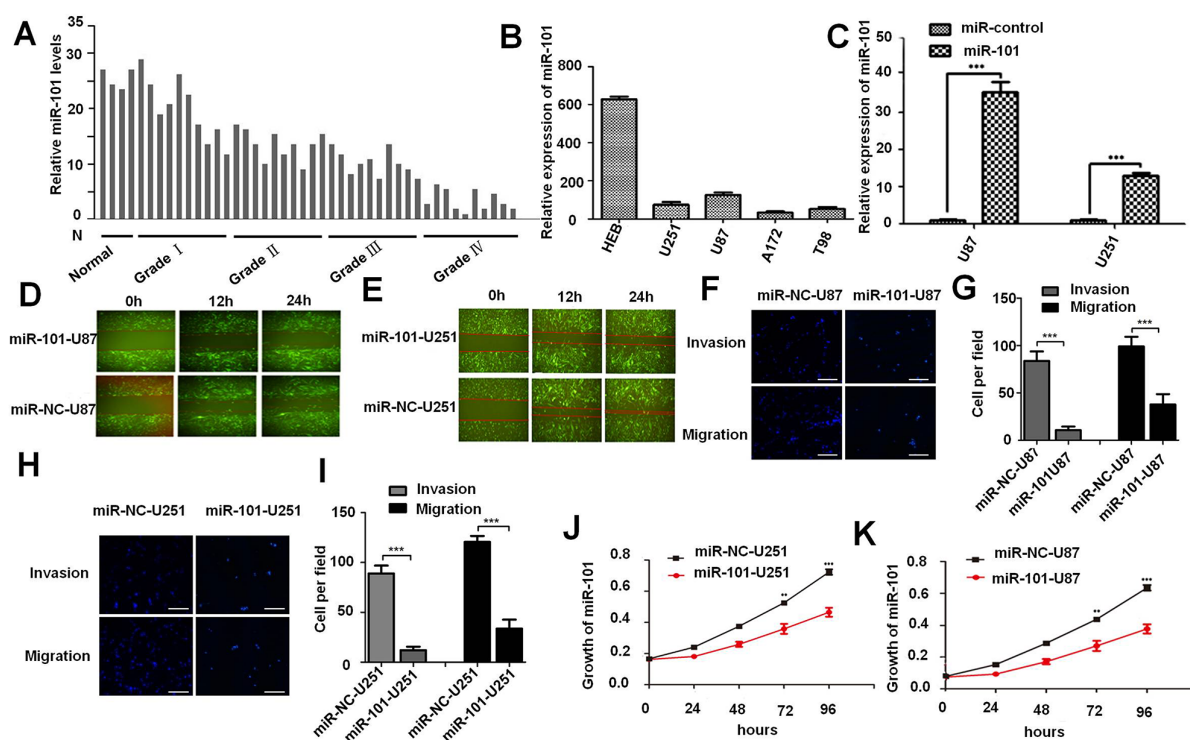 A
Relative miR-101 levels
35
25
15
10
5
0
N
Normal
Grade Ⅰ
Grade Ⅱ
Grade Ⅲ
Grade Ⅳ
B
Relative expression of miR-101
800
600
400
200
0
HEB
U251
U87
A172
T98
C
miR-control
miR-101
Relative expression of miR-101
50
40
30
20
10
0
***
***
U87
U251
D
0h 12h 24h
miR-101-U87
miR-NC-U87
E
0h 12h 24h
miR-101-U251
miR-NC-U251
F
miR-NC-U87 miR-101-U87
Invasion
Migration
G
Invasion
Migration
Cell per field
150
100
50
0
***
***
miR-NC-U87
miR-101U87
miR-NC-U87
miR-101-U87
H
miR-NC-U251 miR-101-U251
Invasion
Migration
I
Invasion
Migration
Cell per field
150
100
50
0
***
***
miR-NC-U251
miR-101-U251
miR-NC-U251
miR-101-U251
J
miR-NC-U251
miR-101-U251
Growth of miR-101
0.8
0.6
0.4
0.2
0.0
**
***
0 24 48 72 96
hours
K
miR-NC-U87
miR-101-U87
Growth of miR-101
0.8
0.6
0.4
0.2
0.0
**
***
0 24 48 72 96
hours